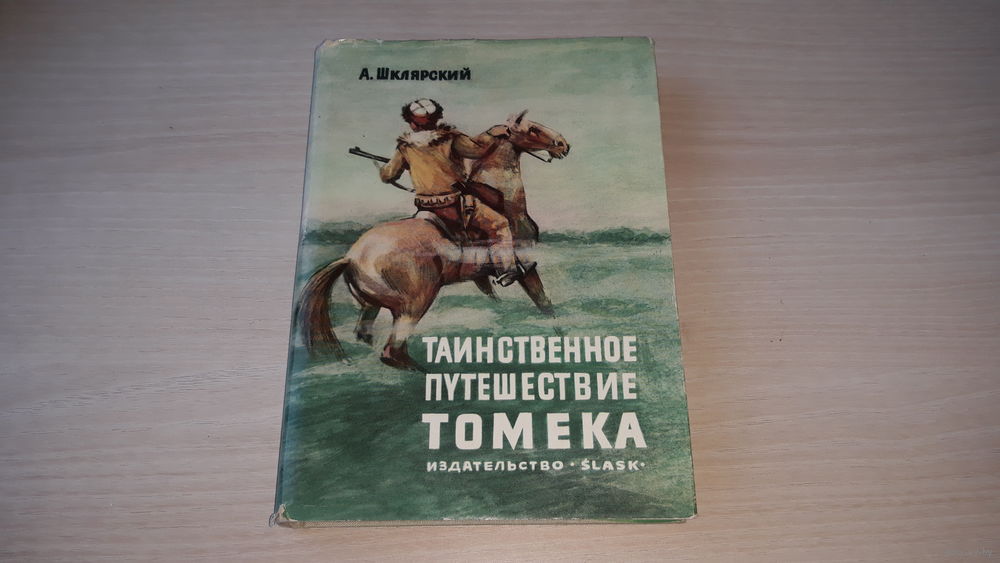 А. Шклярский
ТАИНСТВЕННОЕ
ПУТЕШЕСТВИЕ
ТОМЕКА
ИЗДАТЕЛЬСТВО · ŚLASK ·